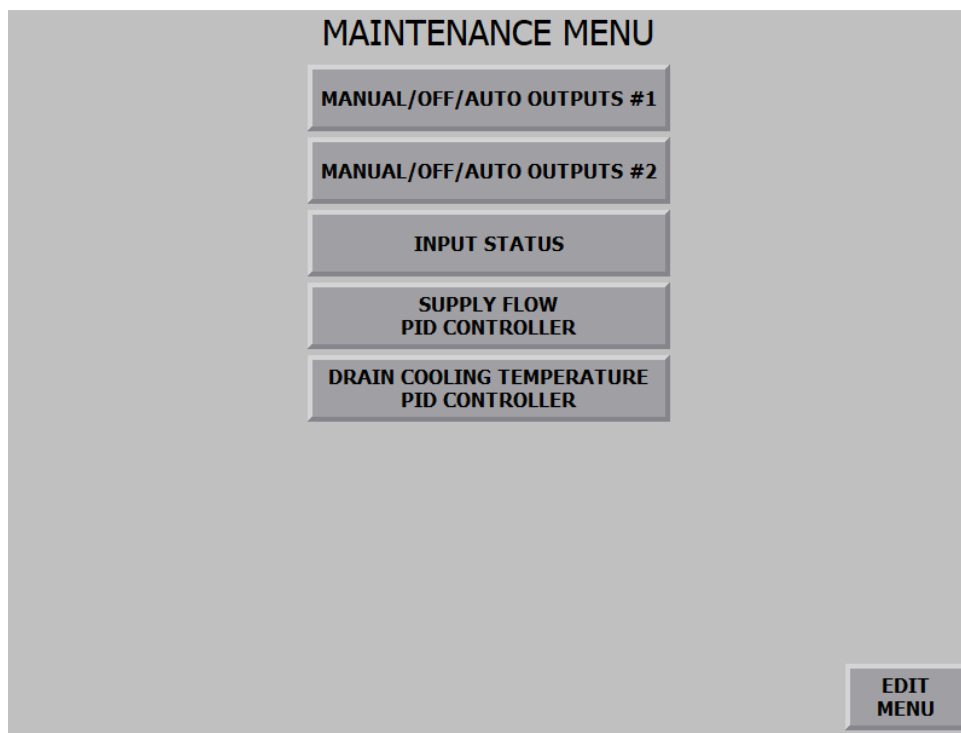 MAINTENANCE MENU
MANUAL/OFF/AUTO OUTPUTS #1
MANUAL/OFF/AUTO OUTPUTS #2
INPUT STATUS
SUPPLY FLOW
PID CONTROLLER
DRAIN COOLING TEMPERATURE
PID CONTROLLER
EDIT
MENU